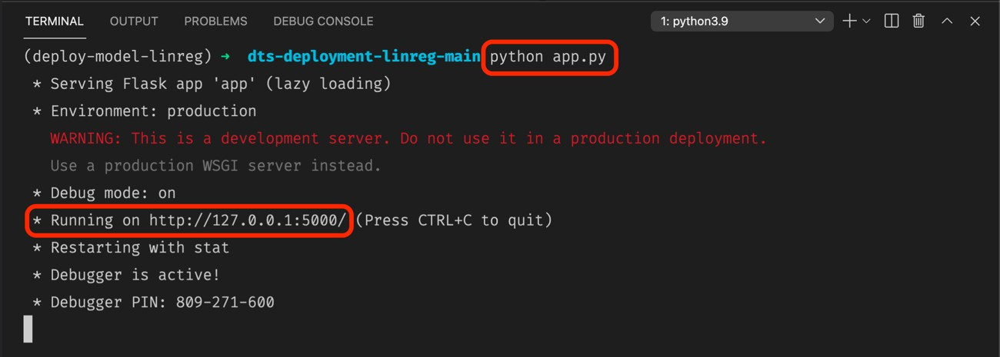 TERMINAL OUTPUT PROBLEMS DEBUG CONSOLE 1: python3.9
(deploy-model-linreg) ➜ dts-deployment-linreg-main python app.py
* Serving Flask app 'app' (lazy loading)
* Environment: production
WARNING: This is a development server. Do not use it in a production deployment.
Use a production WSGI server instead.
* Debug mode: on
* Running on http://127.0.0.1:5000/ (Press CTRL+C to quit)
* Restarting with stat
* Debugger is active!
* Debugger PIN: 809-271-600